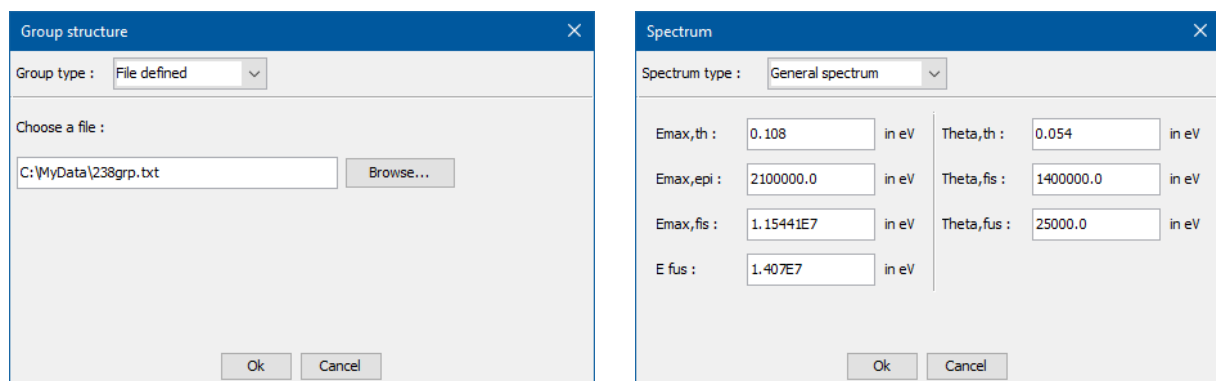 Group structure
Group type : File defined
Choose a file :
C:\MyData\238grp.txt Browse...
Ok Cancel
Spectrum
Spectrum type : General spectrum
Emax,th : 0.108 in eV Theta,th : 0.054 in eV
Emax,epi : 2100000.0 in eV Theta,fis : 1400000.0 in eV
Emax,fis : 1.15441E7 in eV Theta,fus : 25000.0 in eV
E fus : 1.407E7 in eV
Ok Cancel